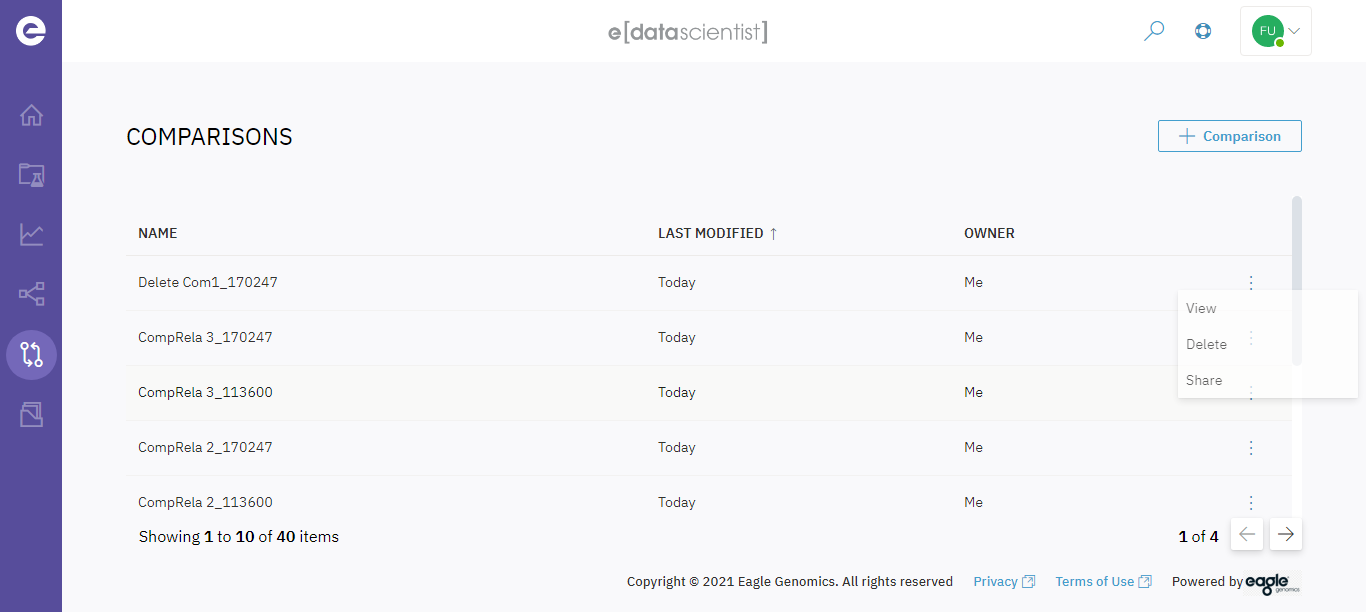 e[datascientist]
FU
COMPARISONS
Comparison
NAME LAST MODIFIED ↑ OWNER
Delete Com1_170247 Today Me
View
CompRela 3_170247 Today Me
Delete
Share
CompRela 3_113600 Today Me
CompRela 2_170247 Today Me
CompRela 2_113600 Today Me
Showing 1 to 10 of 40 items 1 of 4
Copyright © 2021 Eagle Genomics. All rights reserved Privacy Terms of Use Powered by eagle genomics